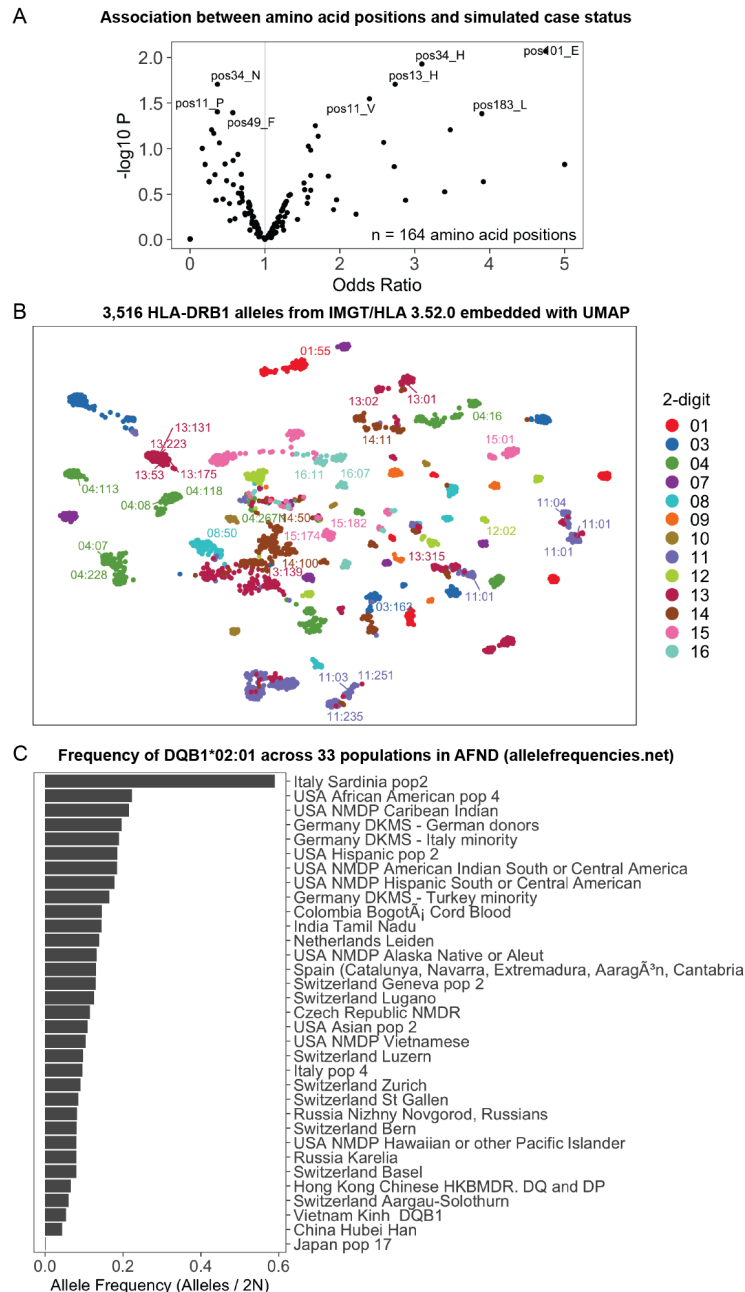 A
Association between amino acid positions and simulated case status
2.0
1.5
1.0
0.5
0.0
-log10 P
pos101_E
pos34_H
pos34_N
pos13_H
pos11_P
pos11_V
pos49_F
pos183_L
n = 164 amino acid positions
0
1
2
3
4
5
Odds Ratio
B
3,516 HLA-DRB1 alleles from IMGT/HLA 3.52.0 embedded with UMAP
01:55
13:02
13:01
04:16
13:131
14:11
15:01
13:223
13:53
13:175
16:11
16:07
04:113
04:118
04:08
11:04
04:267N
14:50
15:182
11:01
08:50
15:174
12:02
11:01
04:07
14:100
13:315
04:228
13:139
11:01
03:163
11:03
11:251
11:235
2-digit
01
03
04
07
08
09
10
11
12
13
14
15
16
C
Frequency of DQB1*02:01 across 33 populations in AFND (allelefrequencies.net)
Italy Sardinia pop2
USA African American pop 4
USA NMDP Caribean Indian
Germany DKMS - German donors
Germany DKMS - Italy minority
USA Hispanic pop 2
USA NMDP American Indian South or Central America
USA NMDP Hispanic South or Central American
Germany DKMS - Turkey minority
Colombia BogotÃ¡ Cord Blood
India Tamil Nadu
Netherlands Leiden
USA NMDP Alaska Native or Aleut
Spain (Catalunya, Navarra, Extremadura, AaragÃ³n, Cantabria
Switzerland Geneva pop 2
Switzerland Lugano
Czech Republic NMDR
USA Asian pop 2
USA NMDP Vietnamese
Switzerland Luzern
Italy pop 4
Switzerland Zurich
Switzerland St Gallen
Russia Nizhny Novgorod, Russians
Switzerland Bern
USA NMDP Hawaiian or other Pacific Islander
Russia Karelia
Switzerland Basel
Hong Kong Chinese HKBMDR. DQ and DP
Switzerland Aargau-Solothurn
Vietnam Kinh DQB1
China Hubei Han
Japan pop 17
0.0
0.2
0.4
0.6
Allele Frequency (Alleles / 2N)